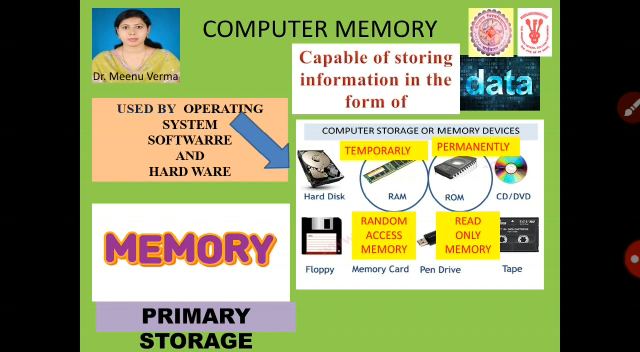 COMPUTER MEMORY
Dr. Meenu Verma
Capable of storing
information in the
form of
data
USED BY OPERATING
SYSTEM
SOFTWARRE
AND
HARD WARE
COMPUTER STORAGE OR MEMORY DEVICES
TEMPORARLY
PERMANENTLY
Hard Disk
RAM
ROM
CD/DVD
MEMORY
RANDOM
ACCESS
MEMORY
READ
ONLY
MEMORY
Floppy
Memory Card
Pen Drive
Tape
PRIMARY
STORAGE